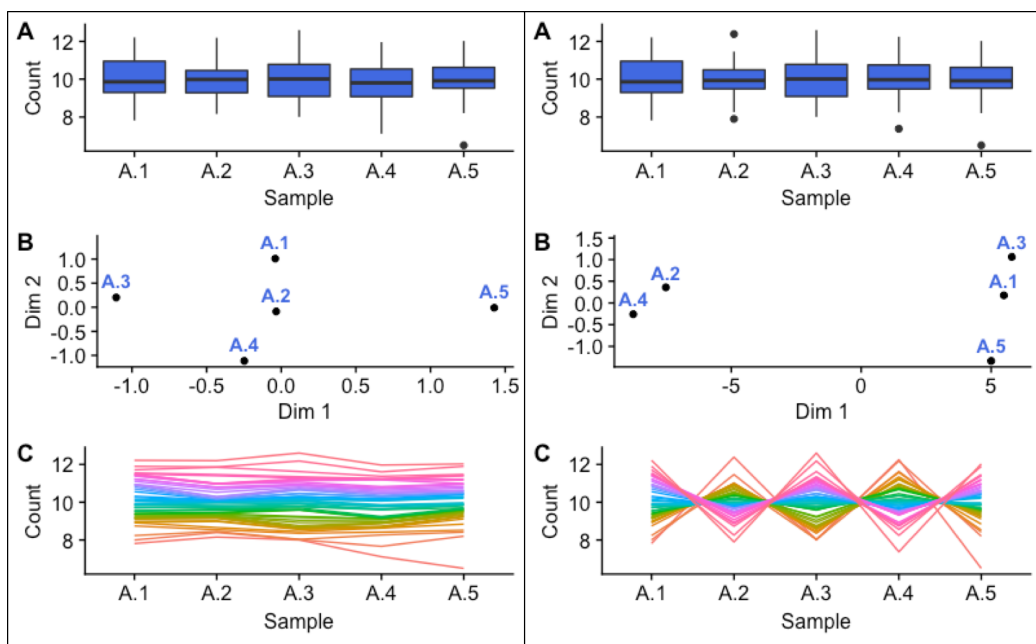 A
Count
12
10
8
A.1 A.2 A.3 A.4 A.5
Sample
B
Dim 2
1.0
0.5
0.0
-0.5
-1.0
A.3
A.1
A.2
A.4
A.5
-1.0 -0.5 0.0 0.5 1.0 1.5
Dim 1
C
Count
12
10
8
A.1 A.2 A.3 A.4 A.5
Sample
A
Count
12
10
8
A.1 A.2 A.3 A.4 A.5
Sample
B
Dim 2
1.5
1.0
0.5
0.0
-0.5
-1.0
A.3
A.2
A.1
A.4
A.5
-5 0 5
Dim 1
C
Count
12
10
8
A.1 A.2 A.3 A.4 A.5
Sample